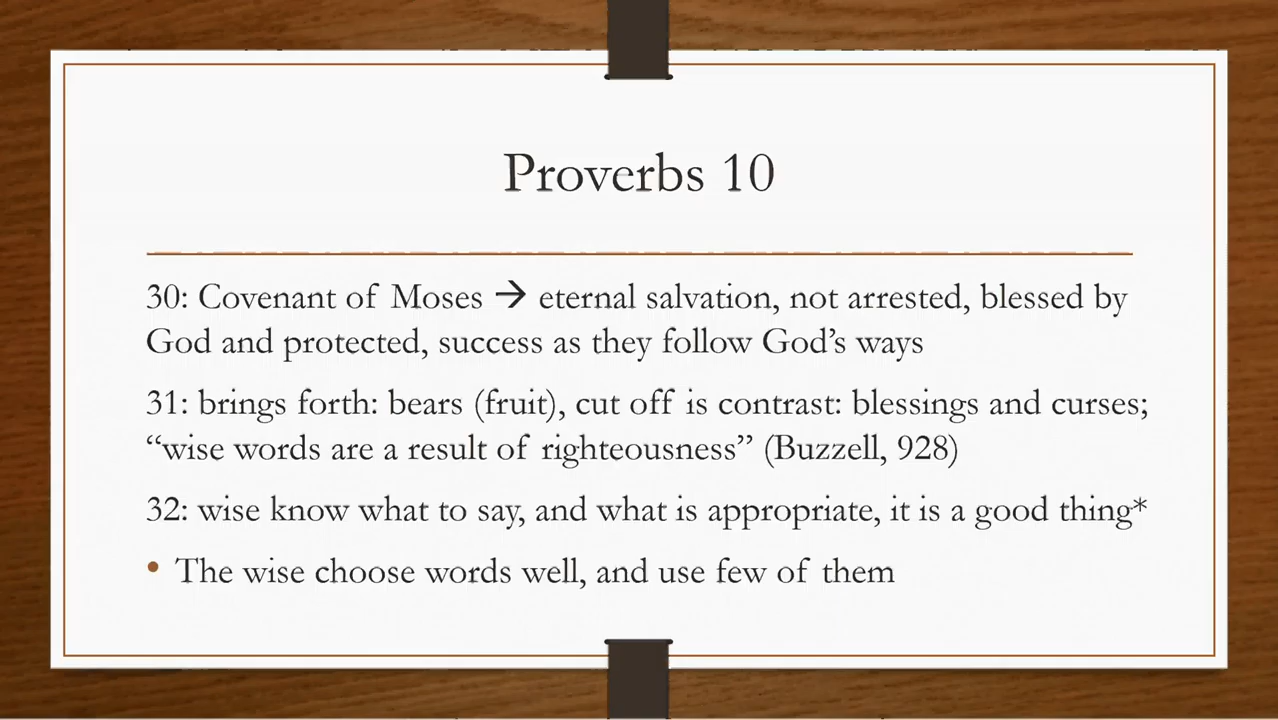 Proverbs 10
30: Covenant of Moses → eternal salvation, not arrested, blessed by
God and protected, success as they follow God’s ways
31: brings forth: bears (fruit), cut off is contrast: blessings and curses;
“wise words are a result of righteousness” (Buzzell, 928)
32: wise know what to say, and what is appropriate, it is a good thing*
• The wise choose words well, and use few of them